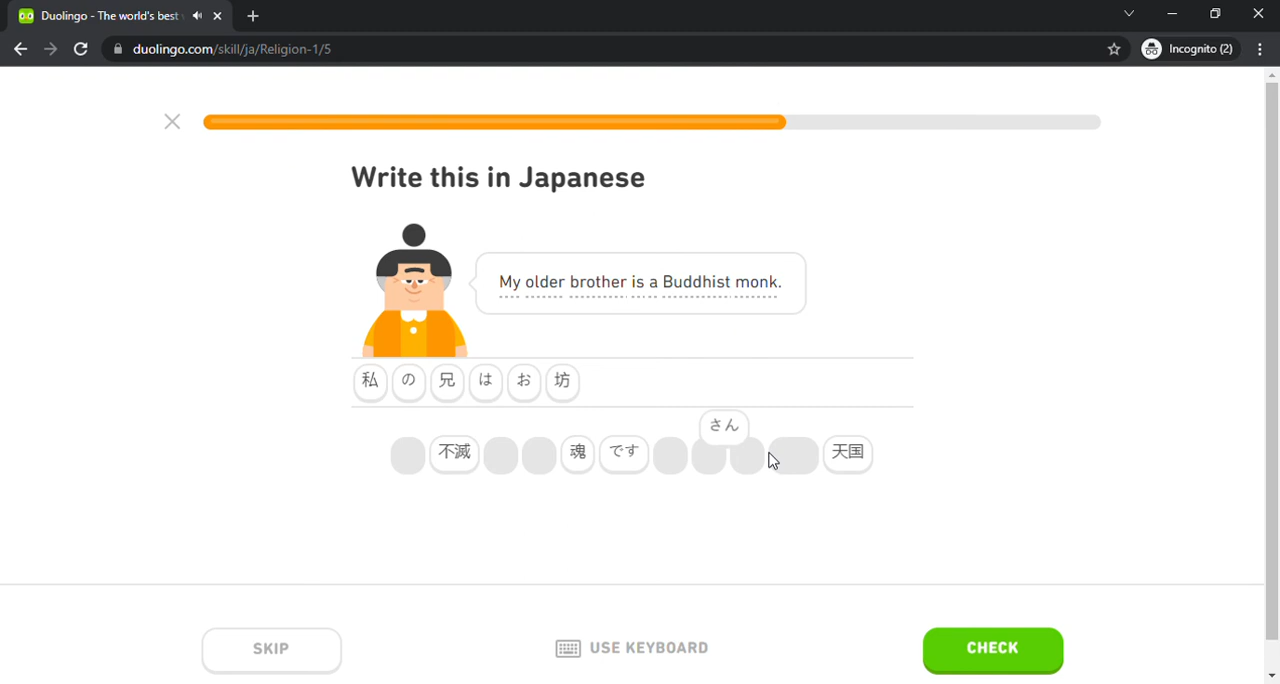 Duolingo - The world's best
duolingo.com/skill/ja/Religion-1/5
Incognito (2)
Write this in Japanese
My older brother is a Buddhist monk.
私 の 兄 は お 坊
さん
不滅 魂 です 天国
SKIP
USE KEYBOARD
CHECK